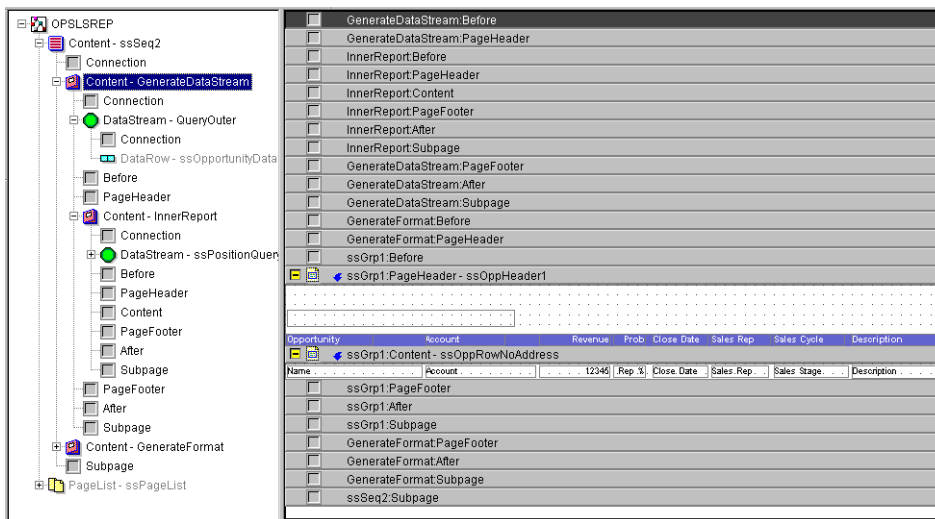 OPSLSREP
Content - ssSeq2
Connection
Content - GenerateDataStream
Connection
DataStream - QueryOuter
Connection
DataRow - ssOpportunityData
Before
PageHeader
Content - InnerReport
Connection
DataStream - ssPositionQuery
Before
PageHeader
Content
PageFooter
After
Subpage
PageFooter
After
Subpage
Content - GenerateFormat
Subpage
PageList - ssPageList
GenerateDataStream:Before
GenerateDataStream:PageHeader
InnerReport:Before
InnerReport:PageHeader
InnerReport:Content
InnerReport:PageFooter
InnerReport:After
InnerReport:Subpage
GenerateDataStream:PageFooter
GenerateDataStream:After
GenerateDataStream:Subpage
GenerateFormat:Before
GenerateFormat:PageHeader
ssGrp1:Before
ssGrp1:PageHeader - ssOppHeader1
Opportunity Account Revenue Prob Close Date Sales Rep Sales Cycle Description
ssGrp1:Content - ssOppRowNoAddress
Name Account 12345 Rep % Close Date Sales Rep Sales Stage Description
ssGrp1:PageFooter
ssGrp1:After
ssGrp1:Subpage
GenerateFormat:PageFooter
GenerateFormat:After
GenerateFormat:Subpage
ssSeq2:Subpage